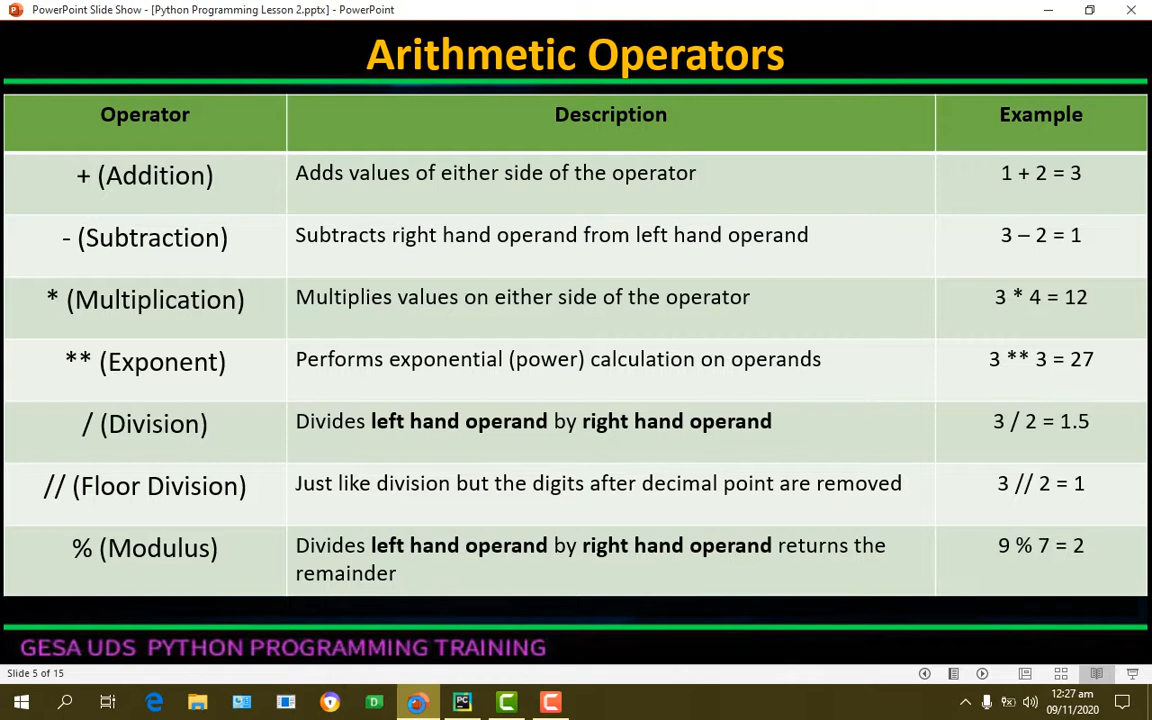 PowerPoint Slide Show - [Python Programming Lesson 2.pptx] - PowerPoint
Arithmetic Operators
Operator Description Example
+ (Addition) Adds values of either side of the operator 1 + 2 = 3
- (Subtraction) Subtracts right hand operand from left hand operand 3 – 2 = 1
* (Multiplication) Multiplies values on either side of the operator 3 * 4 = 12
** (Exponent) Performs exponential (power) calculation on operands 3 ** 3 = 27
/ (Division) Divides left hand operand by right hand operand 3 / 2 = 1.5
// (Floor Division) Just like division but the digits after decimal point are removed 3 // 2 = 1
% (Modulus) Divides left hand operand by right hand operand returns the 9 % 7 = 2
remainder
GESA UDS PYTHON PROGRAMMING TRAINING
Slide 5 of 15
12:27 am
09/11/2020